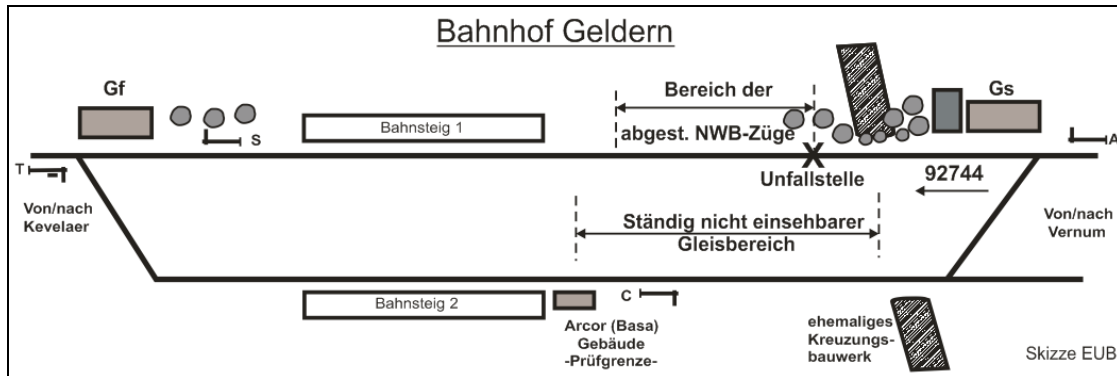 Bahnhof Geldern
Gf
Gs
Bereich der
S
Bahnsteig 1
abgest. NWB-Züge
A
T
Unfallstelle
92744
Von/nach
Kevelaer
Ständig nicht einsehbarer
Gleisbereich
Von/nach
Vernum
Bahnsteig 2
C
Arcor (Basa)
Gebäude
-Prüfgrenze-
ehemaliges
Kreuzungs-
bauwerk
Skizze EUB